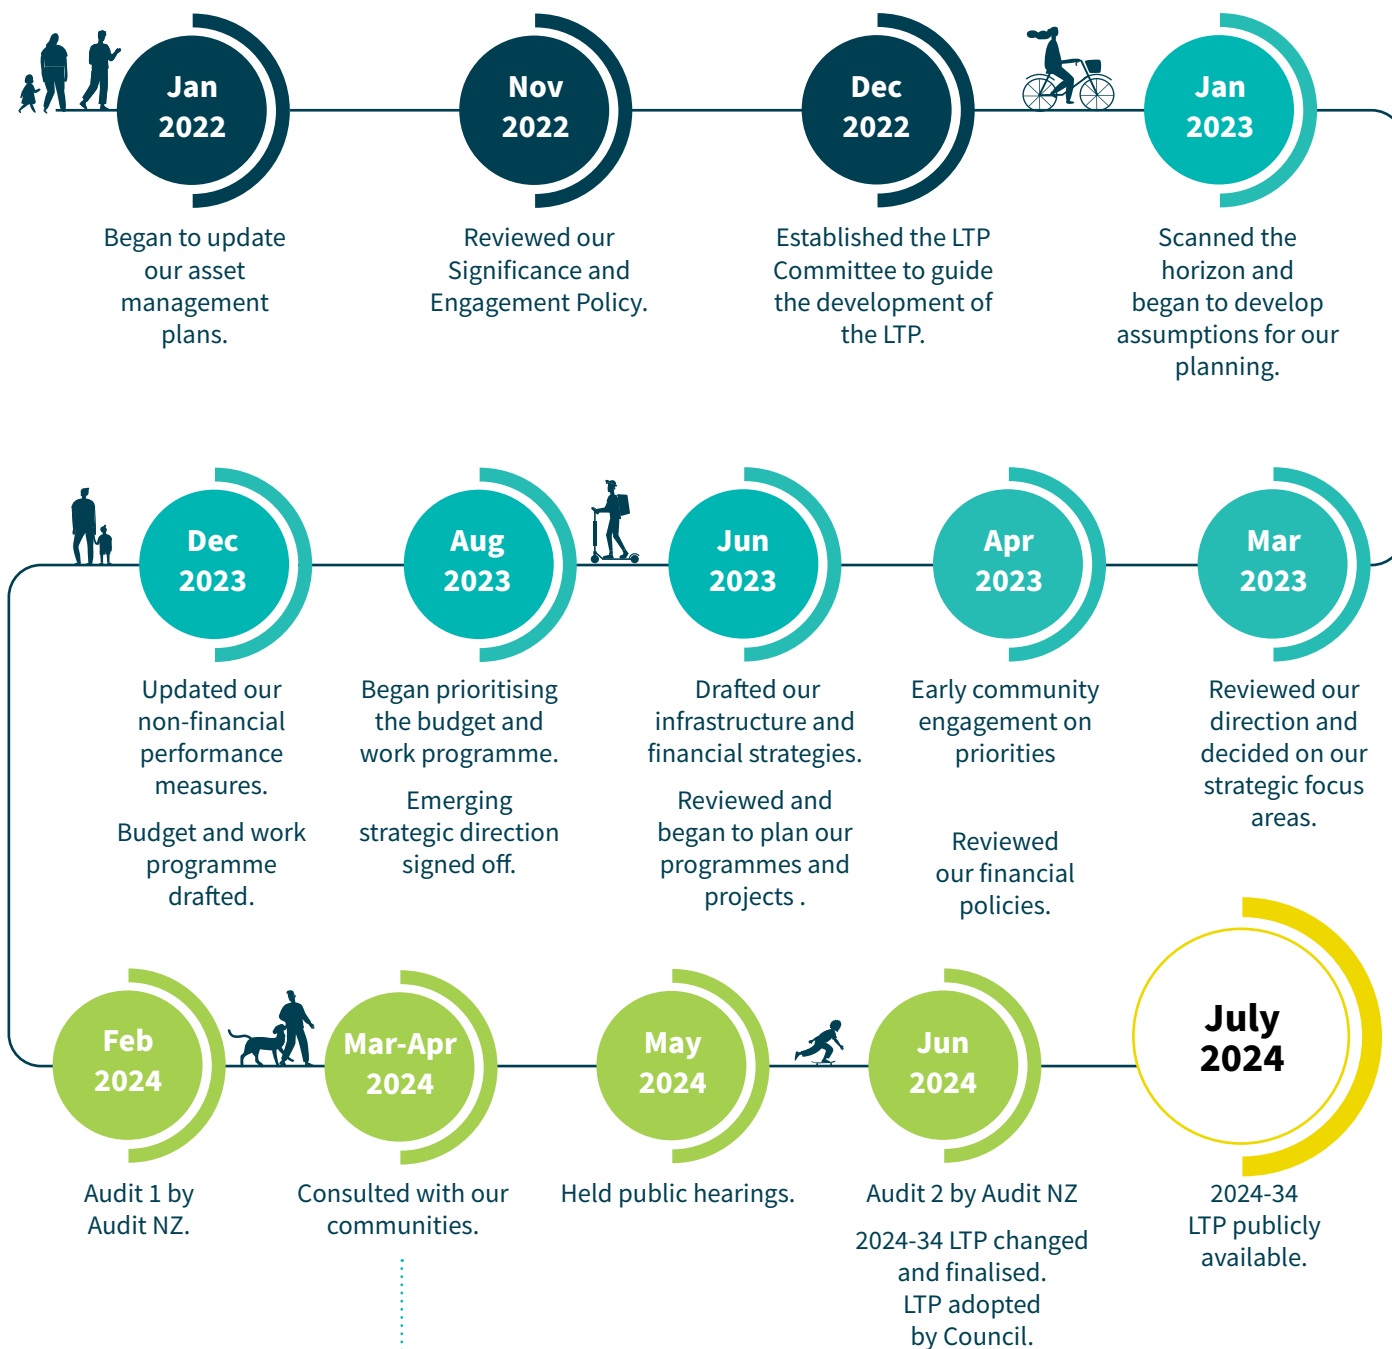 Jan
2022
Began to update
our asset
management
plans.
Nov
2022
Reviewed our
Significance and
Engagement Policy.
Dec
2022
Established the LTP
Committee to guide
the development of
the LTP.
Jan
2023
Scanned the
horizon and
began to develop
assumptions for our
planning.
Dec
2023
Updated our
non-financial
performance
measures.
Budget and work
programme
drafted.
Aug
2023
Began prioritising
the budget and
work programme.
Emerging
strategic direction
signed off.
Jun
2023
Drafted our
infrastructure and
financial strategies.
Reviewed and
began to plan our
programmes and
projects .
Apr
2023
Early community
engagement on
priorities
Reviewed
our financial
policies.
Mar
2023
Reviewed our
direction and
decided on our
strategic focus
areas.
Feb
2024
Audit 1 by
Audit NZ.
Mar-Apr
2024
Consulted with our
communities.
May
2024
Held public hearings.
Jun
2024
Audit 2 by Audit NZ
2024-34 LTP changed
and finalised.
LTP adopted
by Council.
July
2024
2024-34
LTP publicly
available.